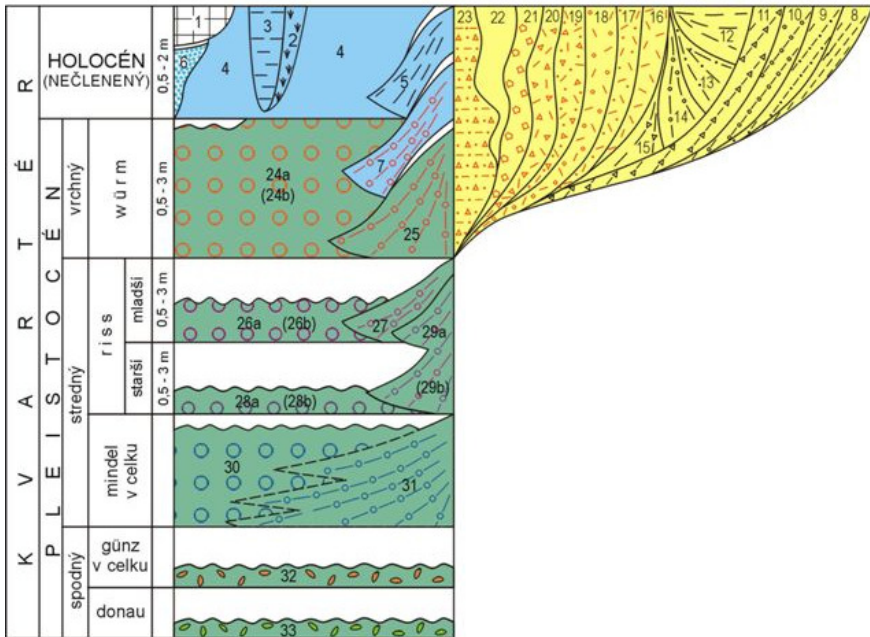 K V A R T É R
P L E I S T O C É N
HOLOCÉN
(NEČLENENÝ)
0,5 - 2 m
1
6
4
3
2
4
5
vrchný
würm
0,5 - 3 m
24a
(24b)
7
25
stredný
riss
mladší
0,5 - 3 m
26a (26b)
27
29a
starší
0,5 - 3 m
28a (28b)
(29b)
mindel
v celku
30
31
spodný
günz
v celku
32
donau
33
23 22 21 20 19 18 17 16 11 10 9 8
12
13
14
15